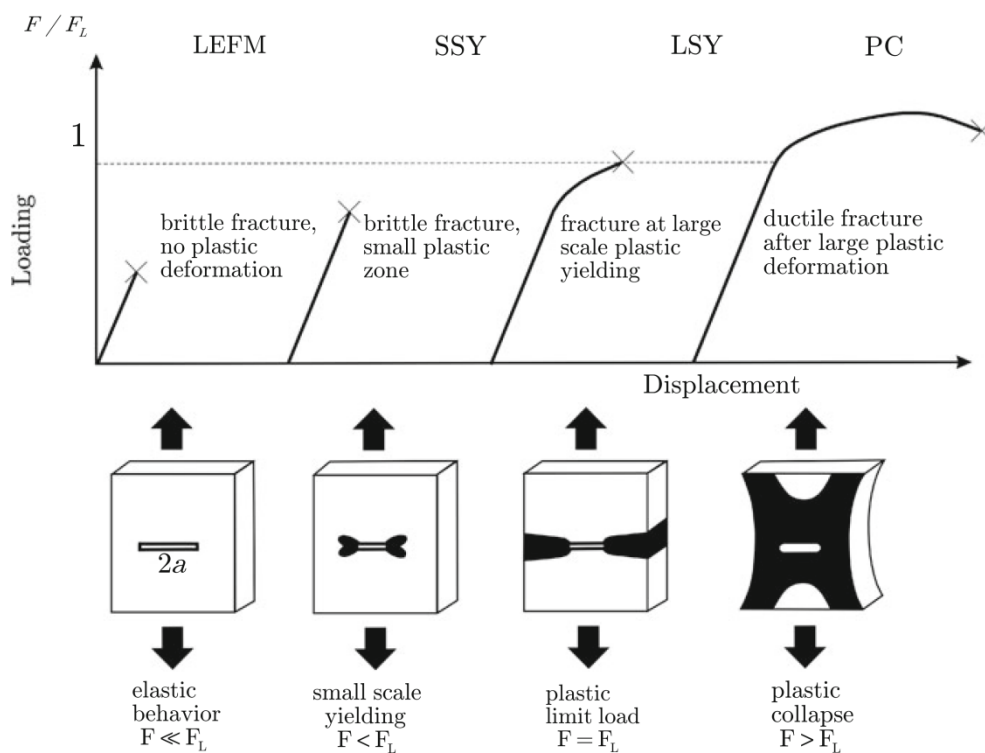 F / F_L
LEFM
SSY
LSY
PC
1
Loading
brittle fracture,
no plastic
deformation
brittle fracture,
small plastic
zone
fracture at large
scale plastic
yielding
ductile fracture
after large plastic
deformation
Displacement
2a
elastic
behavior
F ≪ F_L
small scale
yielding
F < F_L
plastic
limit load
F = F_L
plastic
collapse
F > F_L